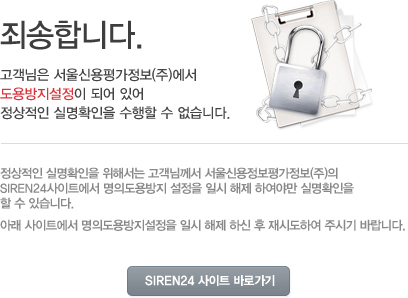 죄송합니다.
고객님은 서울신용평가정보(주)에서
도용방지설정이 되어 있어
정상적인 실명확인을 수행할 수 없습니다.
정상적인 실명확인을 위해서는 고객님께서 서울신용정보평가정보(주)의
SIREN24사이트에서 명의도용방지 설정을 일시 해제 하여야만 실명확인을
할 수 있습니다.
아래 사이트에서 명의도용방지설정을 일시 해제 하신 후 재시도하여 주시기 바랍니다.
SIREN24 사이트 바로가기